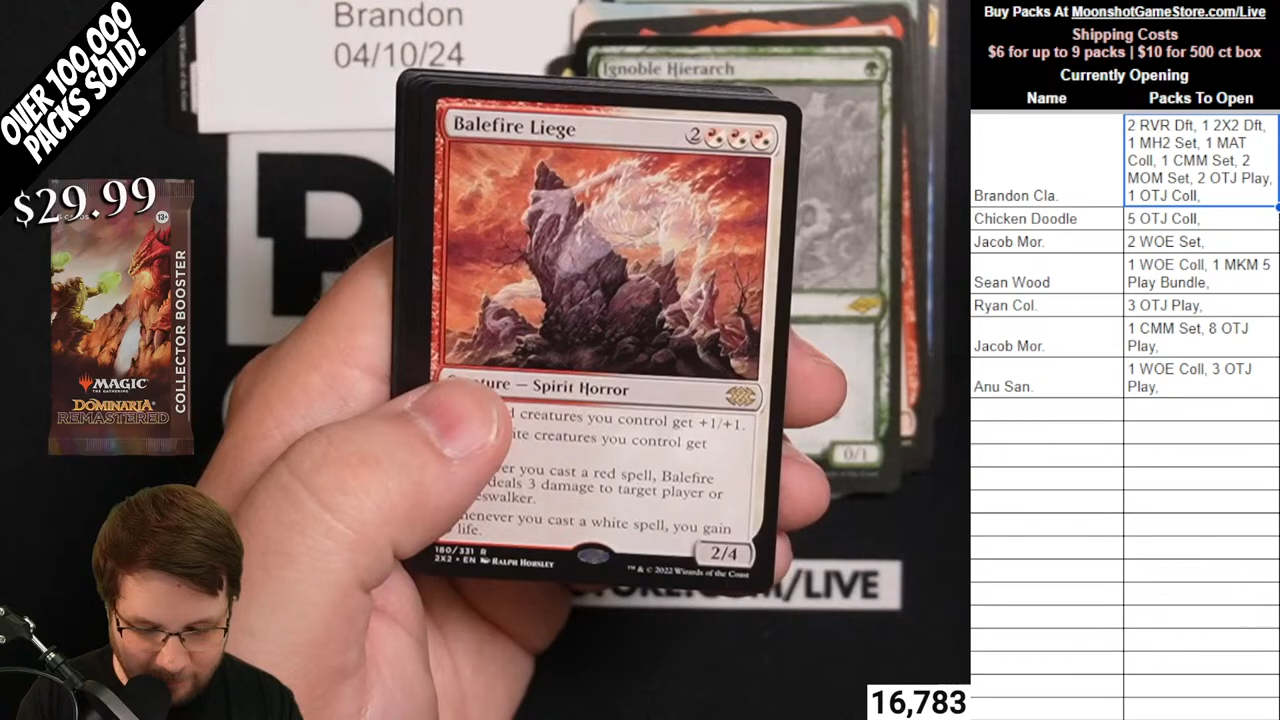 OVER 100,000
PACKS SOLD!
$29.99
13+
COLLECTOR BOOSTER
MAGIC
THE GATHERING
DOMINARIA
REMASTERED
Brandon
04/10/24
Ignoble Hierarch
0/1
Balefire Liege
2
Creature — Spirit Horror
creatures you control get +1/+1.
creatures you control get
you cast a red spell, Balefire
deals 3 damage to target player or
you cast a white spell, you gain
life.
2/4
180/331 R
2X2 • EN RALPH HORSLEY
™ & © 2022 Wizards of the Coast
.COM/LIVE
16,783
Buy Packs At MoonshotGameStore.com/Live
Shipping Costs
$6 for up to 9 packs | $10 for 500 ct box
Currently Opening
Name Packs To Open
Brandon Cla. 2 RVR Dft, 1 2X2 Dft,
1 MH2 Set, 1 MAT
Coll, 1 CMM Set, 2
MOM Set, 2 OTJ Play,
1 OTJ Coll,
Chicken Doodle 5 OTJ Coll,
Jacob Mor. 2 WOE Set,
Sean Wood 1 WOE Coll, 1 MKM 5
Play Bundle,
Ryan Col. 3 OTJ Play,
Jacob Mor. 1 CMM Set, 8 OTJ
Play,
Anu San. 1 WOE Coll, 3 OTJ
Play,